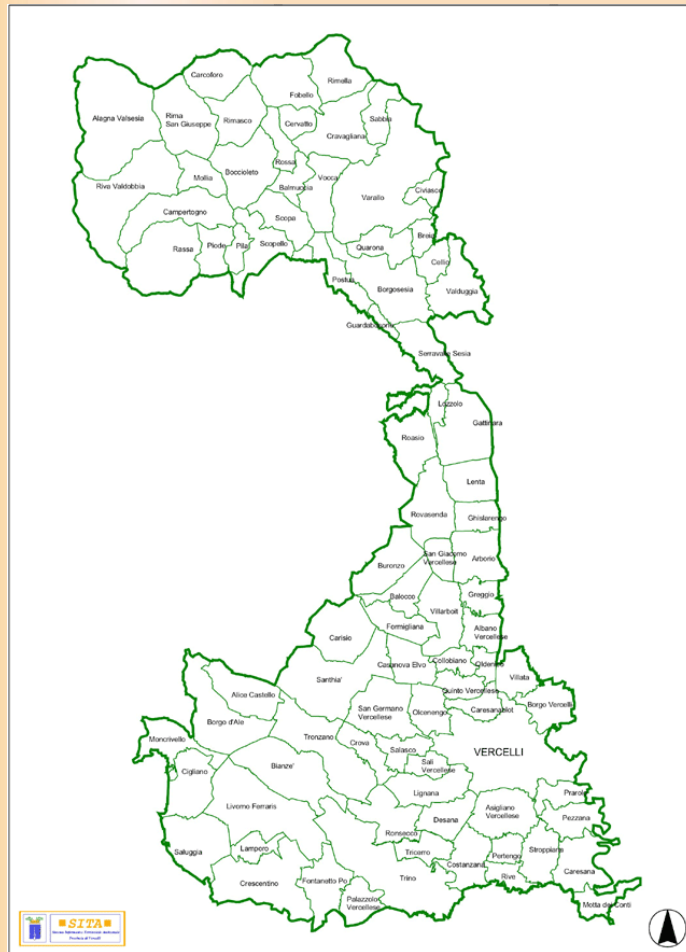 Carcoforo
Rimella
Fobello
Alagna Valsesia
Rima
San Giuseppe
Rimasco
Cervatto
Sabbia
Cravagliana
Rossa
Mollia
Boccioleto
Vocca
Riva Valdobbia
Balmuccia
Varallo
Civiasco
Campertogno
Scopa
Breia
Rassa
Piode
Pila
Scopello
Quarona
Cellio
Postua
Borgosesia
Valduggia
Guardabosone
Serravalle Sesia
Lozzolo
Gattinara
Roasio
Lenta
Rovasenda
Ghislarengo
San Giacomo
Vercellese
Arborio
Buronzo
Greggio
Balocco
Villarboit
Formigliana
Albano
Vercellese
Carisio
Casanova Elvo
Collobiano
Oldenico
Santhia'
Villata
Quinto Vercellese
Alice Castello
San Germano
Vercellese
Olcenengo
Caresanablot
Borgo Vercelli
Borgo d'Ale
Tronzano
Moncrivello
Crova
Salasco
VERCELLI
Cigliano
Bianze'
Sali
Vercellese
Lignana
Prarolo
Livorno Ferraris
Asigliano
Vercellese
Pezzana
Desana
Ronsecco
Saluggia
Lamporo
Tricerro
Pertengo
Stroppiana
Costanzana
Caresana
Crescentino
Fontanetto Po
Trino
Rive
Palazzolo
Vercellese
Motta dei Conti
SITA